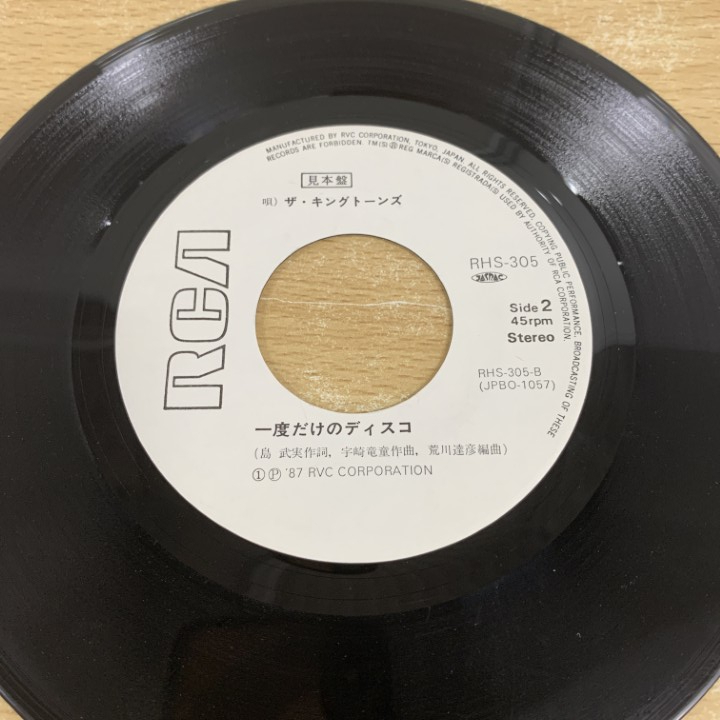 MANUFACTURED BY RVC CORPORATION, TOKYO, JAPAN. ALL RIGHTS RESERVED, COPYING PUBLIC PERFORMANCE, BROADCASTING OF THESE
RECORDS ARE FORBIDDEN. TM(S) ® REG MARCA(S) REGISTRADA(S) USED BY AUTHORITY OF RCA CORPORATION.
見本盤
唄) ザ・キングトーンズ
RCA
RHS-305
JASRAC
Side 2
45rpm
Stereo
RHS-305-B
(JPBO-1057)
一度だけのディスコ
(島 武実作詞, 宇崎竜童作曲, 荒川達彦編曲)
① Ⓟ '87 RVC CORPORATION